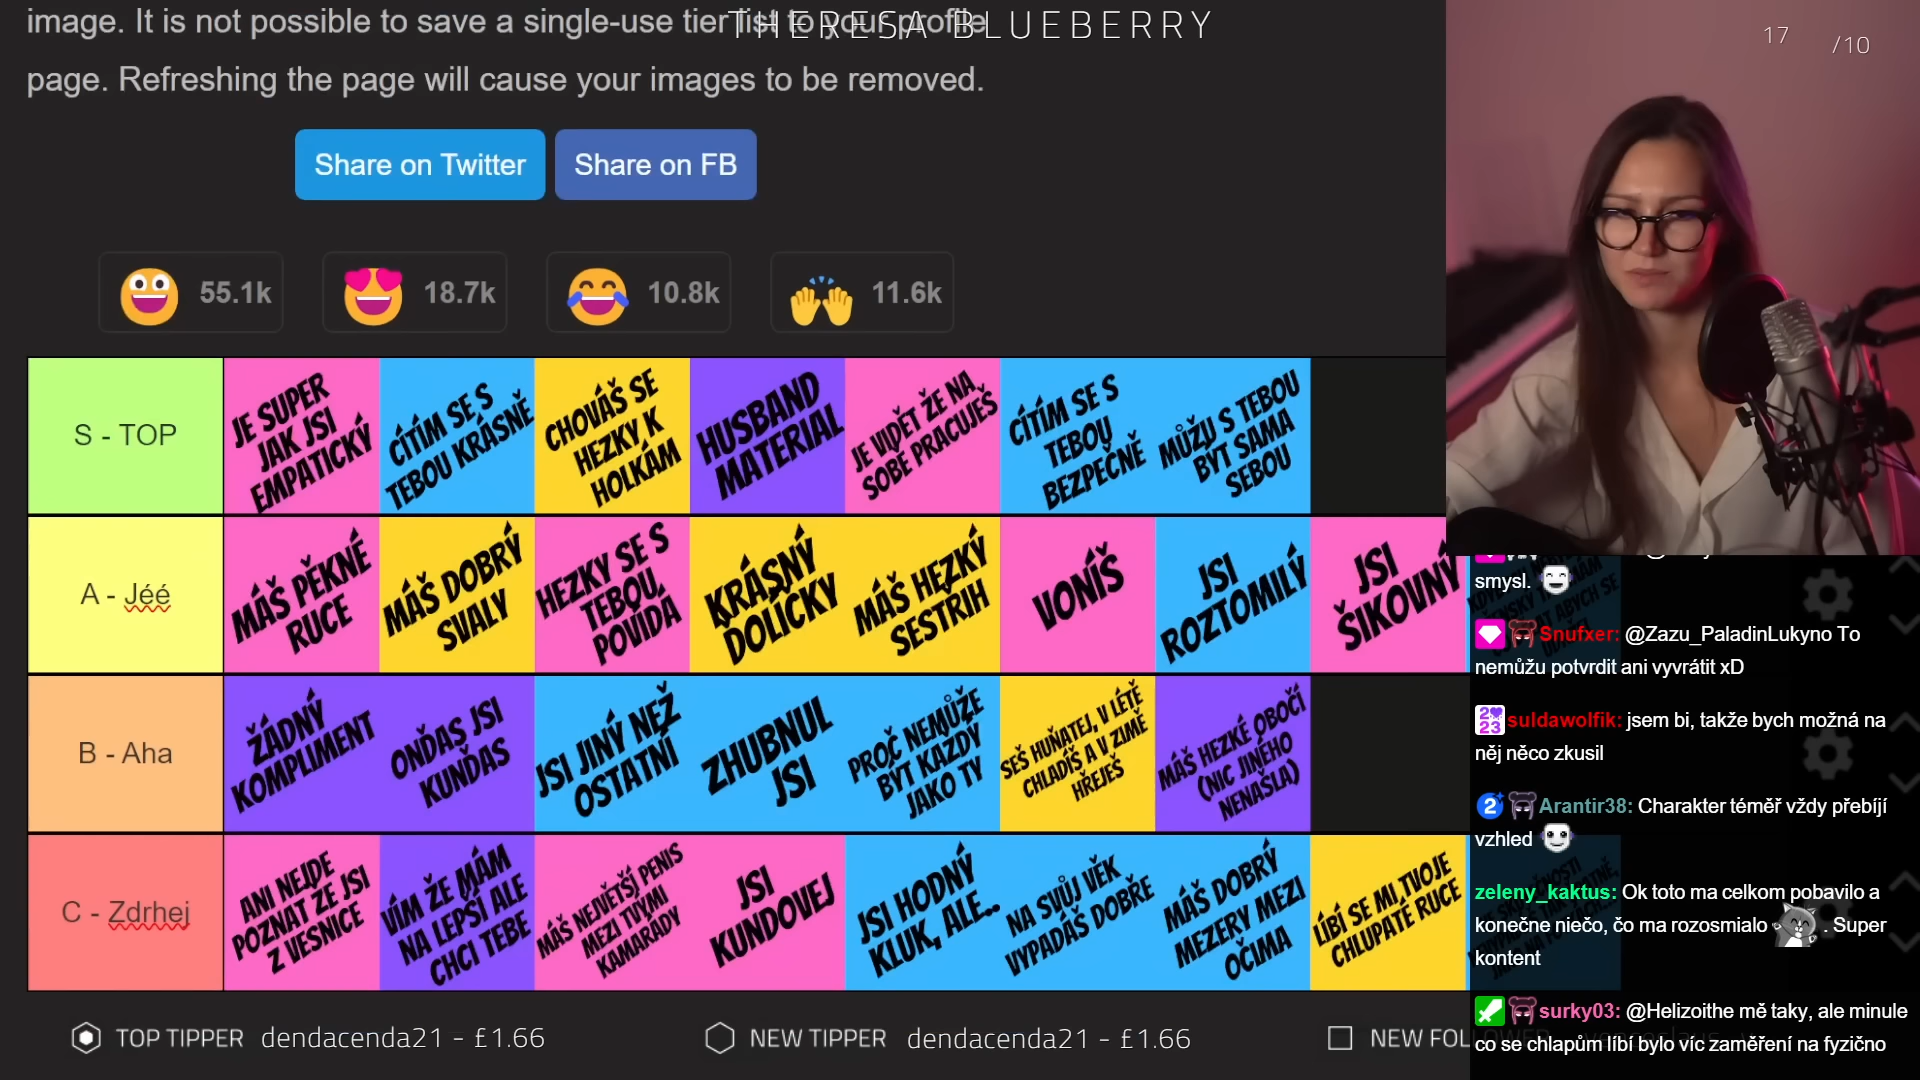 image. It is not possible to save a single-use tier list to your profile
THERESA BLUEBERRY
page. Refreshing the page will cause your images to be removed.
17 /10
Share on Twitter
Share on FB
55.1k
18.7k
10.8k
11.6k
S - TOP
JE SUPER
JAK JSI
EMPATICKÝ
CÍTÍM SE S
TEBOU KRÁSNĚ
CHOVÁŠ SE
HEZKY K
HOLKÁM
HUSBAND
MATERIAL
JE VIDĚT ŽE NA
SOBĚ PRACUJEŠ
CÍTÍM SE S
TEBOU
BEZPEČNĚ
MŮŽU S TEBOU
BÝT SAMA
SEBOU
A - Jéé
MÁŠ PĚKNÉ
RUCE
MÁŠ DOBRÝ
SVALY
HEZKY SE S
TEBOU
POVÍDÁ
KRÁSNÝ
DOLÍČKY
MÁŠ HEZKÝ
SESTŘIH
VONÍŠ
JSI
ROZTOMILÝ
JSI
ŠIKOVNÝ
B - Aha
ŽÁDNÝ
KOMPLIMENT
ONĎAS JSI
KUNĎAS
JSI JINÝ NEŽ
OSTATNÍ
ZHUBNUL
JSI
PROČ NEMŮŽE
BÝT KAŽDÝ
JAKO TY
SEŠ HUŇATEJ, V LÉTĚ
CHLADÍŠ A V ZIMĚ
HŘEJEŠ
MÁŠ HEZKÉ OBOČÍ
(NIC JINÉHO
NENAŠLA)
C - Zdrhej
ANI NEJDE
POZNAT ŽE JSI
Z VESNICE
VÍM ŽE MÁM
NA LEPŠÍ ALE
CHCI TEBE
MÁŠ NEJVĚTŠÍ PENIS
MEZI TVÝMI
KAMARÁDY
JSI
KUNDOVEJ
JSI HODNÝ
KLUK, ALE...
NA SVŮJ VĚK
VYPADÁŠ DOBŘE
MÁŠ DOBRÝ
MEZERY MEZI
OČIMA
LÍBÍ SE MI TVOJE
CHLUPATÉ RUCE
smysl.
Snufxer: @Zazu_PaladinLukyno To
nemůžu potvrdit ani vyvrátit xD
suldawolfik: jsem bi, takže bych možná na
něj něco zkusil
Arantir38: Charakter téměř vždy přebíjí
vzhled
zeleny_kaktus: Ok toto ma celkom pobavilo a
konečne niečo, čo ma rozosmialo . Super
kontent
surky03: @Helizoithe mě taky, ale minule
co se chlapům líbí bylo víc zaměření na fyzično
TOP TIPPER dendacenda21 - £1.66
NEW TIPPER dendacenda21 - £1.66
NEW FOL